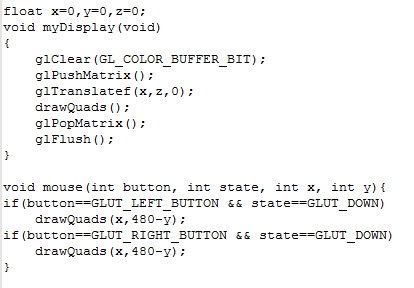 float x=0,y=0,z=0;
void myDisplay(void)
{
    glClear(GL_COLOR_BUFFER_BIT);
    glPushMatrix();
    glTranslatef(x,z,0);
    drawQuads();
    glPopMatrix();
    glFlush();
}

void mouse(int button, int state, int x, int y){
if(button==GLUT_LEFT_BUTTON && state==GLUT_DOWN)
    drawQuads(x,480-y);
if(button==GLUT_RIGHT_BUTTON && state==GLUT_DOWN)
    drawQuads(x,480-y);
}